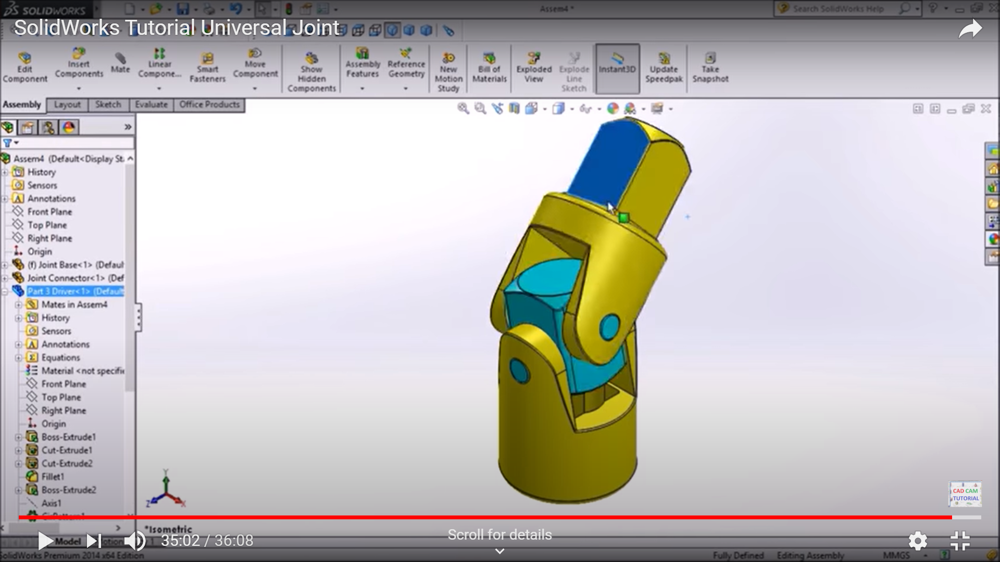 SOLIDWORKS
Assem4 *
Search SolidWorks Help
SolidWorks Tutorial Universal Joint
Edit Component
Insert Components
Mate
Linear Compone...
Smart Fasteners
Move Component
Show Hidden Components
Assembly Features
Reference Geometry
New Motion Study
Bill of Materials
Exploded View
Explode Line Sketch
Instant3D
Update Speedpak
Take Snapshot
Assembly
Layout
Sketch
Evaluate
Office Products
Assem4 (Default<Display St
History
Sensors
Annotations
Front Plane
Top Plane
Right Plane
Origin
(f) Joint Base<1> (Defaul
Joint Connector<1> (Def
Part 3 Driver<1> (Default
Mates in Assem4
History
Sensors
Annotations
Equations
Material <not specifie
Front Plane
Top Plane
Right Plane
Origin
Boss-Extrude1
Cut-Extrude1
Cut-Extrude2
Fillet1
Boss-Extrude2
Axis1
CirPattern1
Y
Z
X
CAD CAM
TUTORIAL
*Isometric
Scroll for details
35:02 / 36:08
Model
SolidWorks Premium 2014 x64 Edition
Fully Defined
Editing Assembly
MMGS